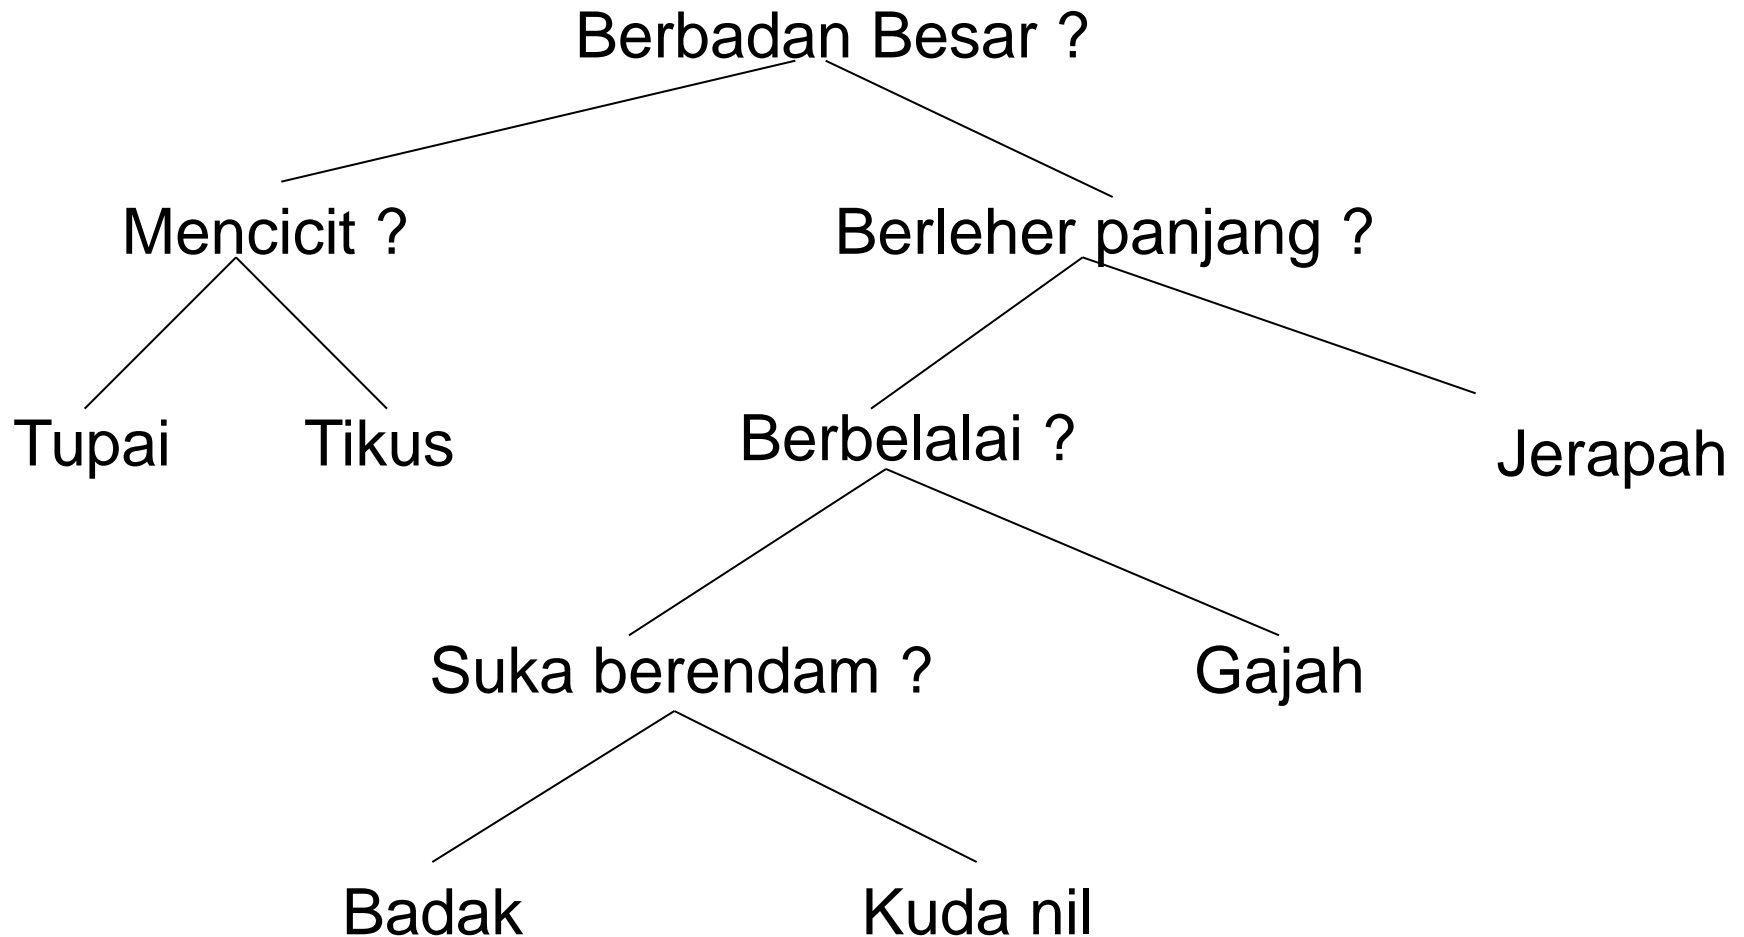 Berbadan Besar ?
Mencicit ?
Berleher panjang ?
Tupai
Tikus
Berbelalai ?
Jerapah
Suka berendam ?
Gajah
Badak
Kuda nil